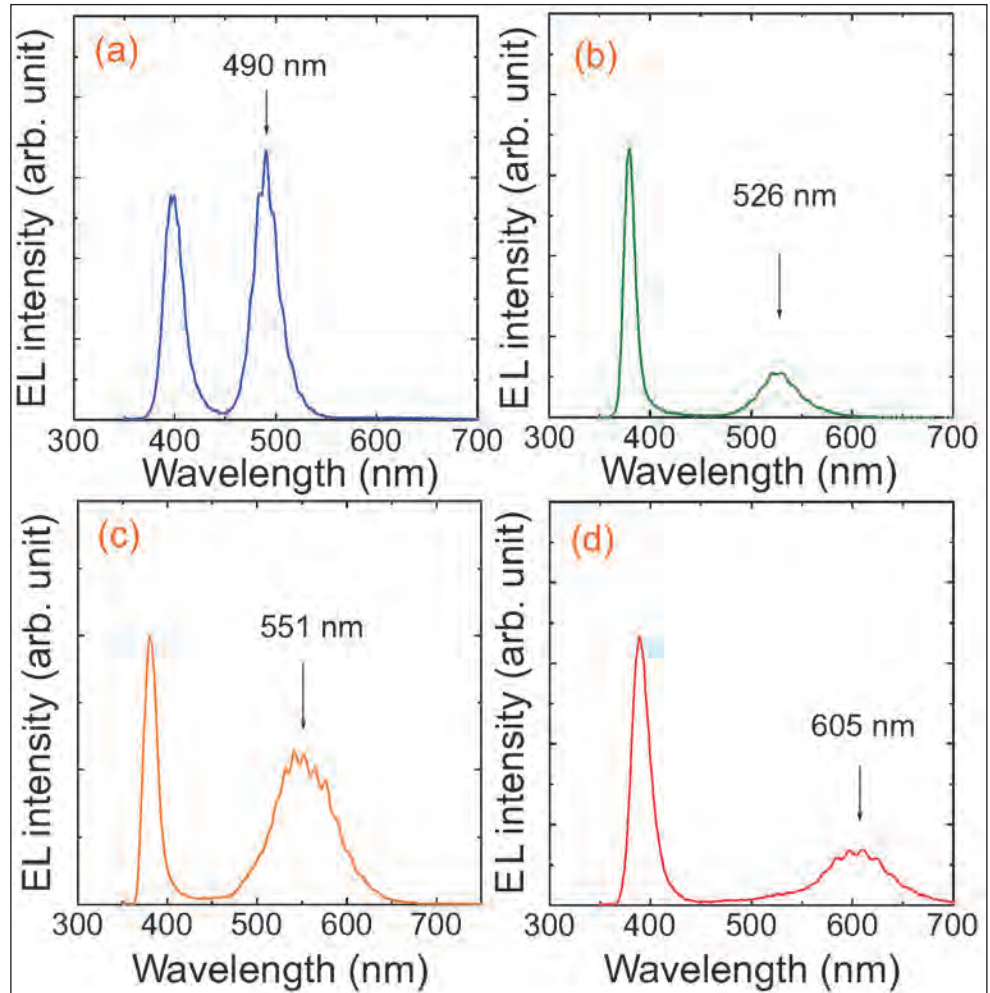 (a)
490 nm
EL intensity (arb. unit)
300 400 500 600 700
Wavelength (nm)
(b)
526 nm
EL intensity (arb. unit)
300 400 500 600 700
Wavelength (nm)
(c)
551 nm
EL intensity (arb. unit)
300 400 500 600 700
Wavelength (nm)
(d)
605 nm
EL intensity (arb. unit)
300 400 500 600 700
Wavelength (nm)